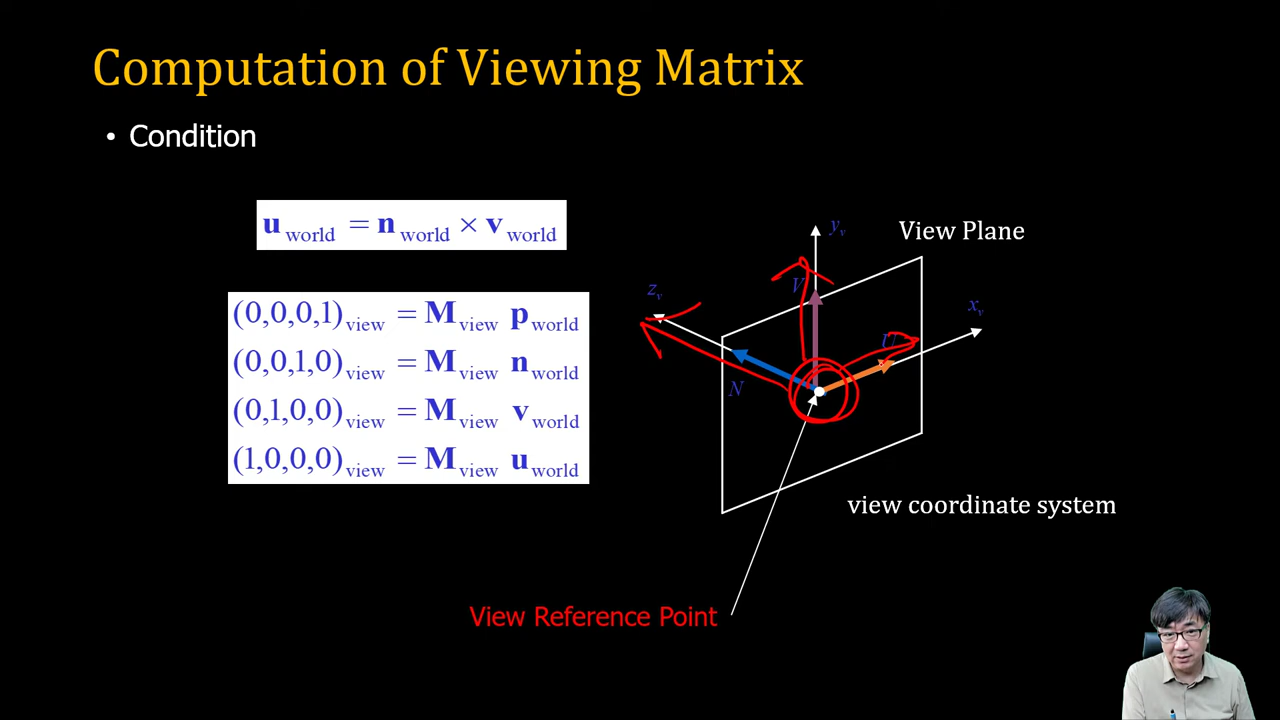 Computation of Viewing Matrix
• Condition
u world = n world × v world
(0,0,0,1) view = M view p world
(0,0,1,0) view = M view n world
(0,1,0,0) view = M view v world
(1,0,0,0) view = M view u world
y v
View Plane
V
z v
x v
U
N
view coordinate system
View Reference Point